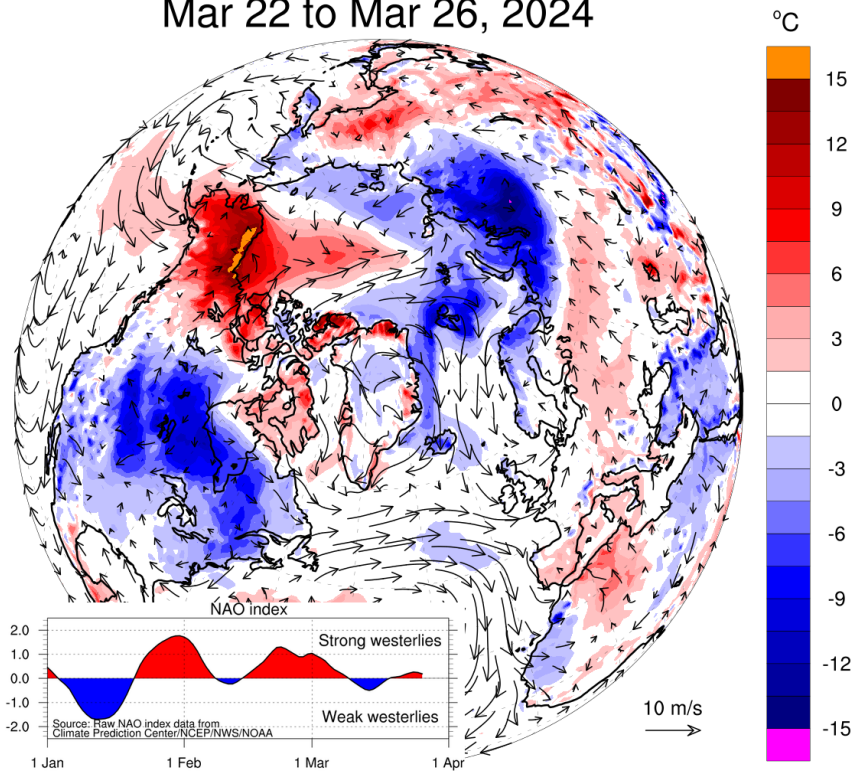 Mar 22 to Mar 26, 2024
°C
15
12
9
6
3
0
-3
-6
-9
-12
-15
10 m/s
NAO index
2.0
1.0
0.0
-1.0
-2.0
Strong westerlies
Weak westerlies
Source: Raw NAO index data from
Climate Prediction Center/NCEP/NWS/NOAA
1 Jan 1 Feb 1 Mar 1 Apr